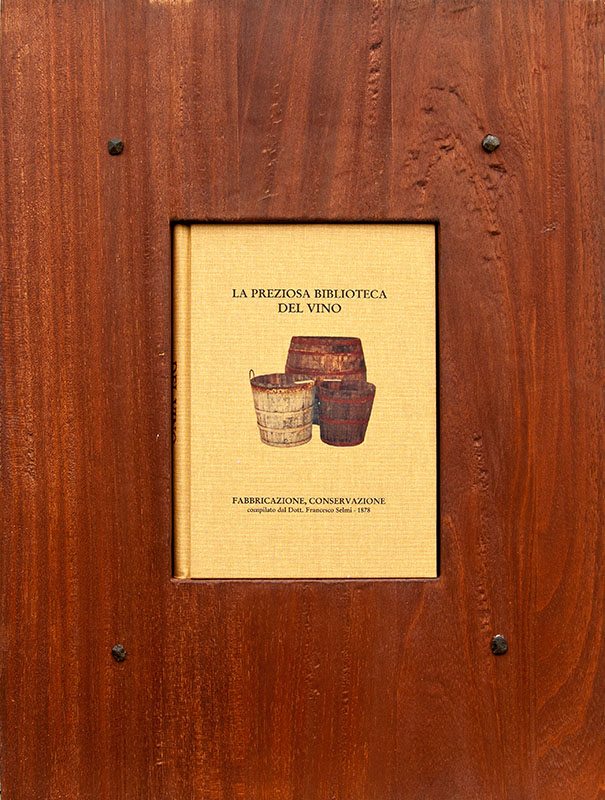 LA PREZIOSA BIBLIOTECA
DEL VINO
FABBRICAZIONE, CONSERVAZIONE
compilato dal Dott. Francesco Selmi - 1878